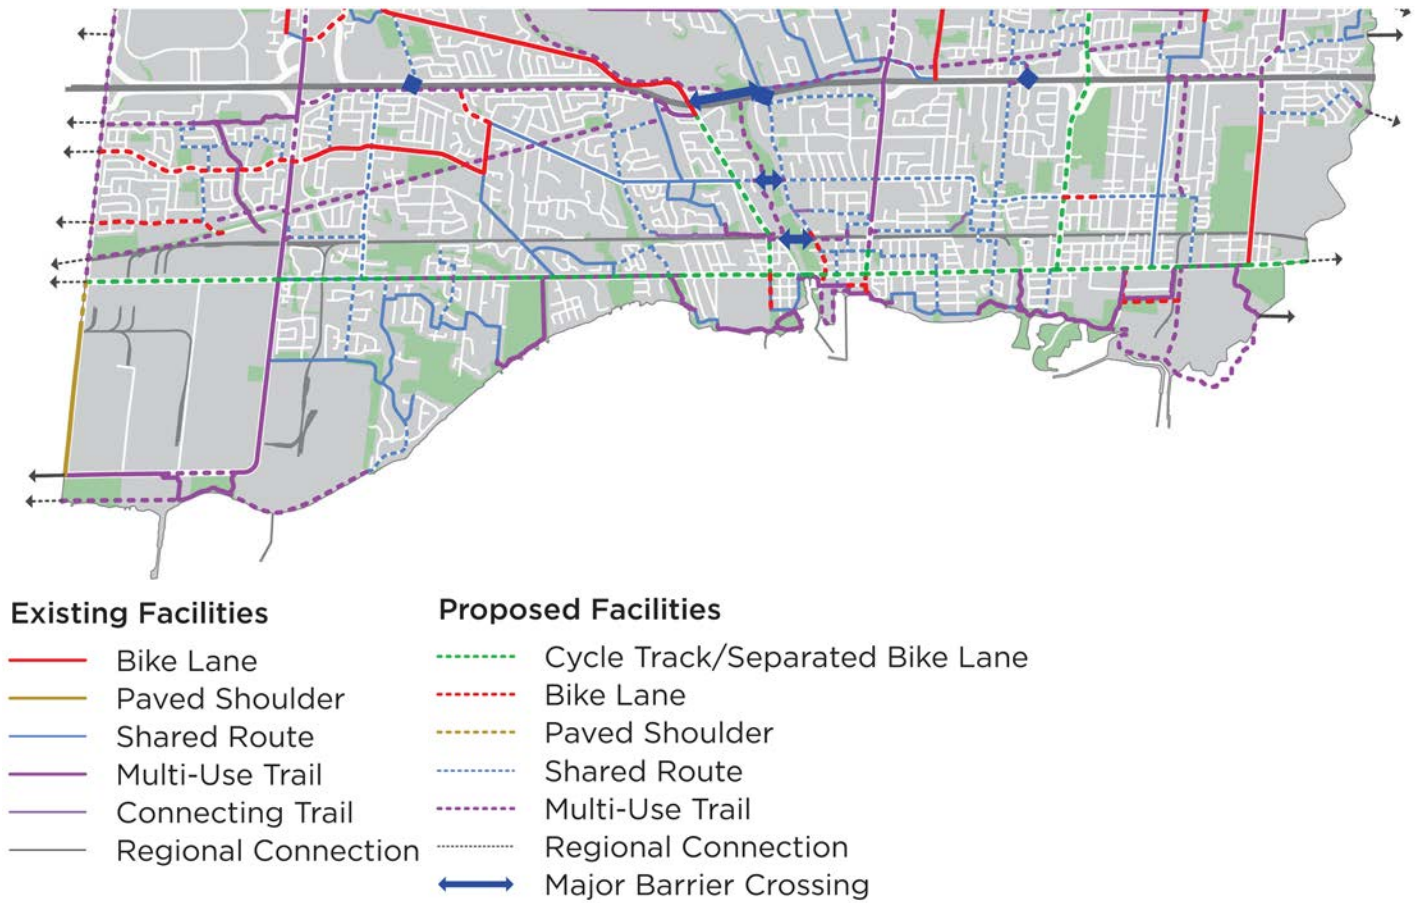 Existing Facilities
Bike Lane
Paved Shoulder
Shared Route
Multi-Use Trail
Connecting Trail
Regional Connection
Proposed Facilities
Cycle Track/Separated Bike Lane
Bike Lane
Paved Shoulder
Shared Route
Multi-Use Trail
Regional Connection
Major Barrier Crossing